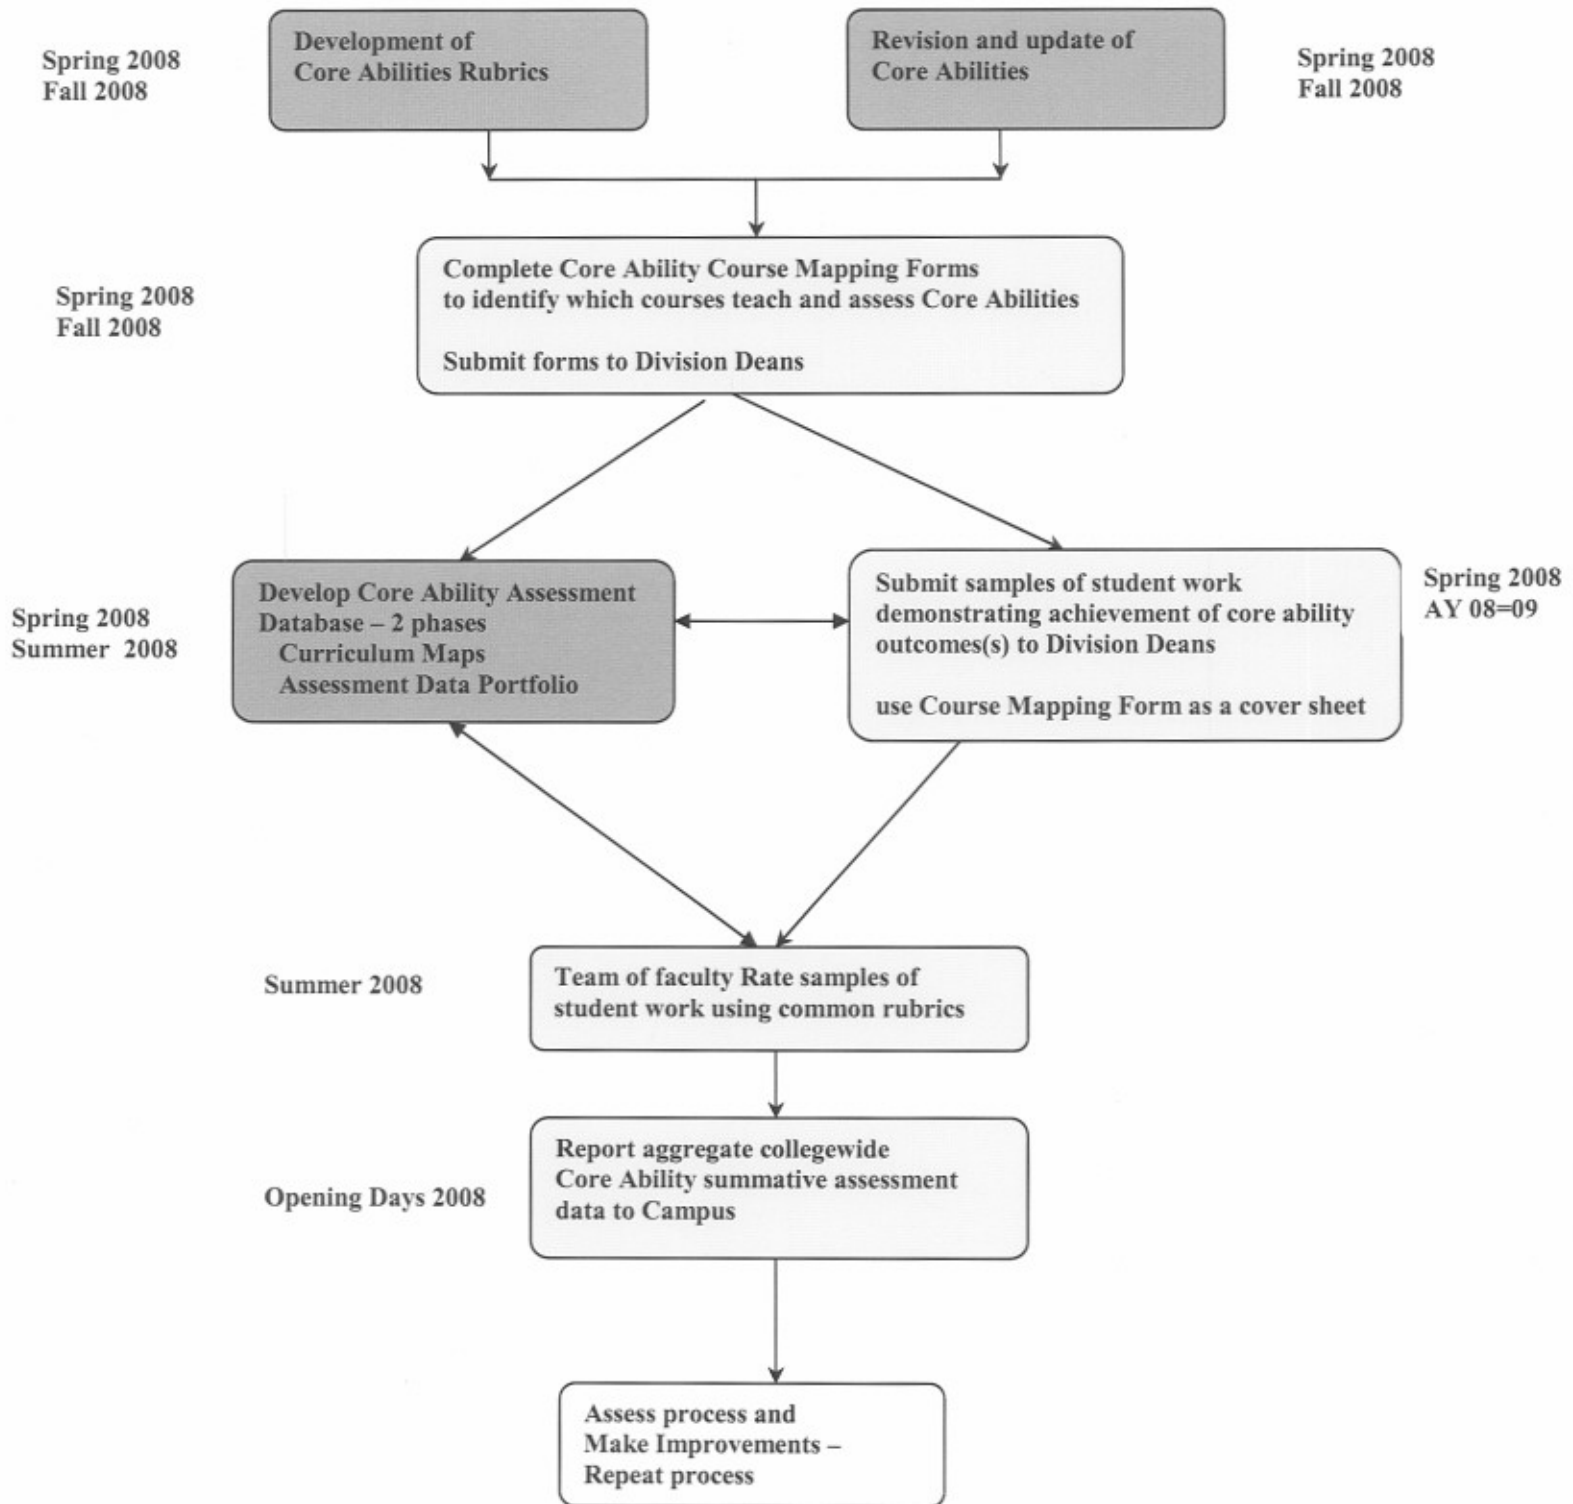 Spring 2008
Fall 2008
Development of
Core Abilities Rubrics
Revision and update of
Core Abilities
Spring 2008
Fall 2008
Spring 2008
Fall 2008
Complete Core Ability Course Mapping Forms
to identify which courses teach and assess Core Abilities
Submit forms to Division Deans
Spring 2008
Summer 2008
Develop Core Ability Assessment
Database – 2 phases
Curriculum Maps
Assessment Data Portfolio
Submit samples of student work
demonstrating achievement of core ability
outcomes(s) to Division Deans
use Course Mapping Form as a cover sheet
Spring 2008
AY 08=09
Summer 2008
Team of faculty Rate samples of
student work using common rubrics
Opening Days 2008
Report aggregate collegewide
Core Ability summative assessment
data to Campus
Assess process and
Make Improvements –
Repeat process